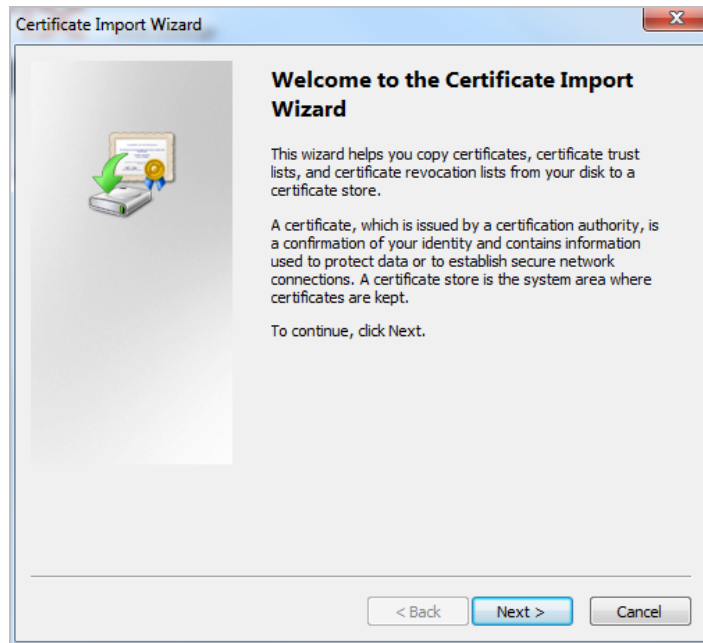 Certificate Import Wizard
x
Welcome to the Certificate Import
Wizard
This wizard helps you copy certificates, certificate trust
lists, and certificate revocation lists from your disk to a
certificate store.
A certificate, which is issued by a certification authority, is
a confirmation of your identity and contains information
used to protect data or to establish secure network
connections. A certificate store is the system area where
certificates are kept.
To continue, click Next.
< Back Next > Cancel